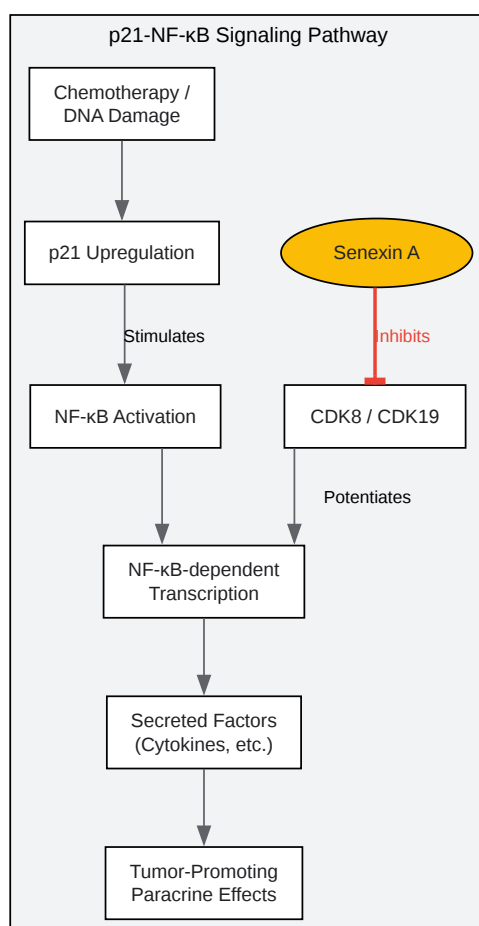 p21-NF-κB Signaling Pathway
Chemotherapy /
DNA Damage
p21 Upregulation
Senexin A
Stimulates
Inhibits
NF-κB Activation
CDK8 / CDK19
Potentiates
NF-κB-dependent
Transcription
Secreted Factors
(Cytokines, etc.)
Tumor-Promoting
Paracrine Effects